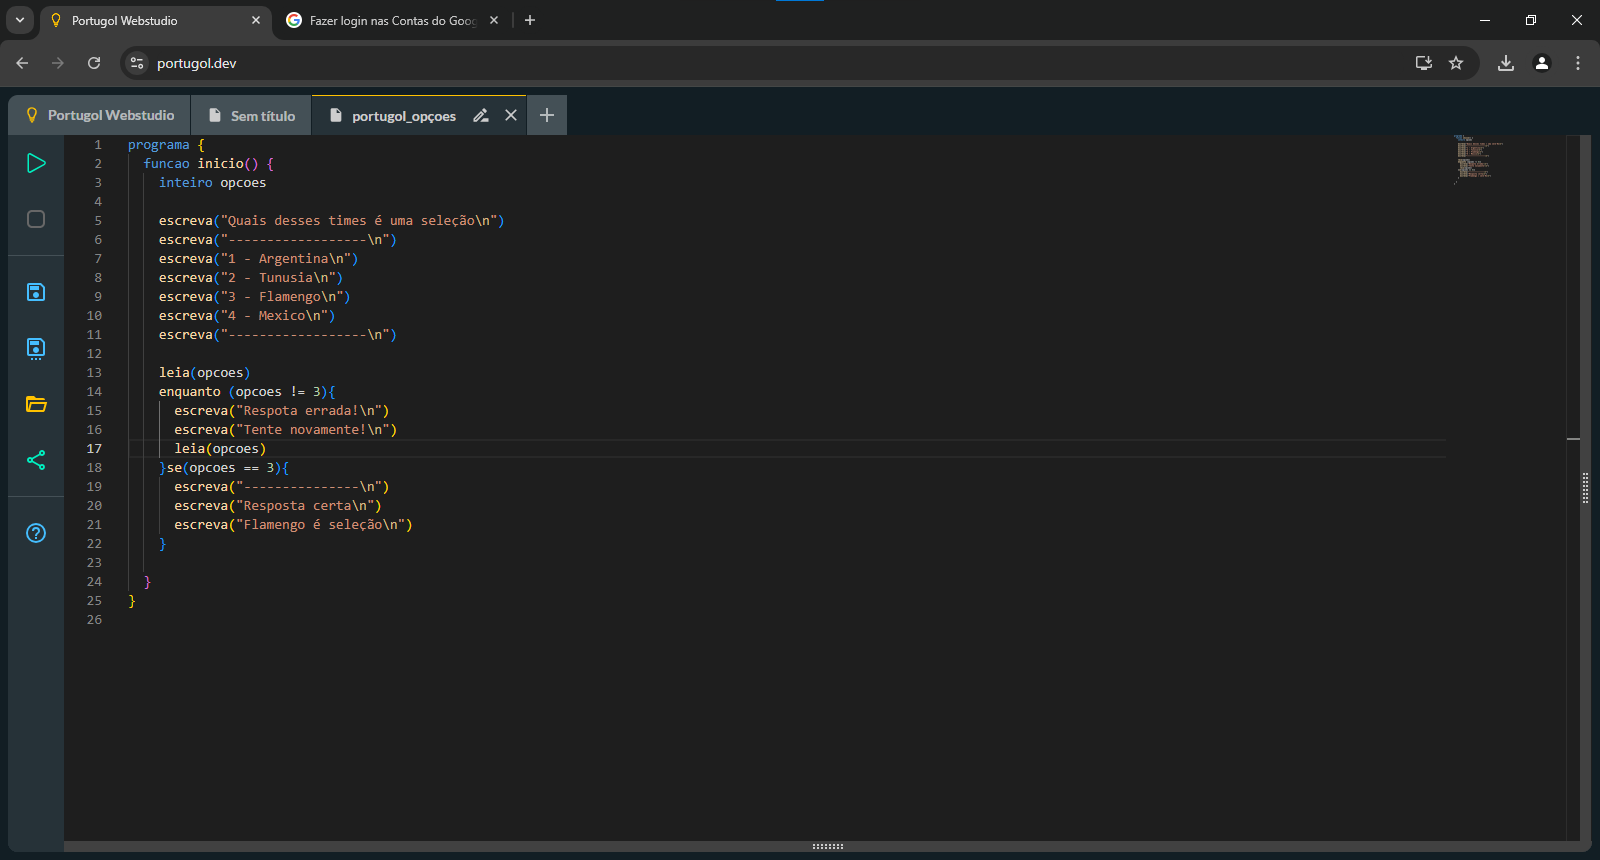 Portugol Webstudio
Fazer login nas Contas do Goog
portugol.dev
Portugol Webstudio
Sem título
portugol_opçoes
1 programa {
2 funcao inicio() {
3 inteiro opcoes
4
5 escreva("Quais desses times é uma seleção\n")
6 escreva("------------------\n")
7 escreva("1 - Argentina\n")
8 escreva("2 - Tunusia\n")
9 escreva("3 - Flamengo\n")
10 escreva("4 - Mexico\n")
11 escreva("------------------\n")
12
13 leia(opcoes)
14 enquanto (opcoes != 3){
15 escreva("Respota errada!\n")
16 escreva("Tente novamente!\n")
17 leia(opcoes)
18 }se(opcoes == 3){
19 escreva("---------------\n")
20 escreva("Resposta certa\n")
21 escreva("Flamengo é seleção\n")
22 }
23
24 }
25 }
26